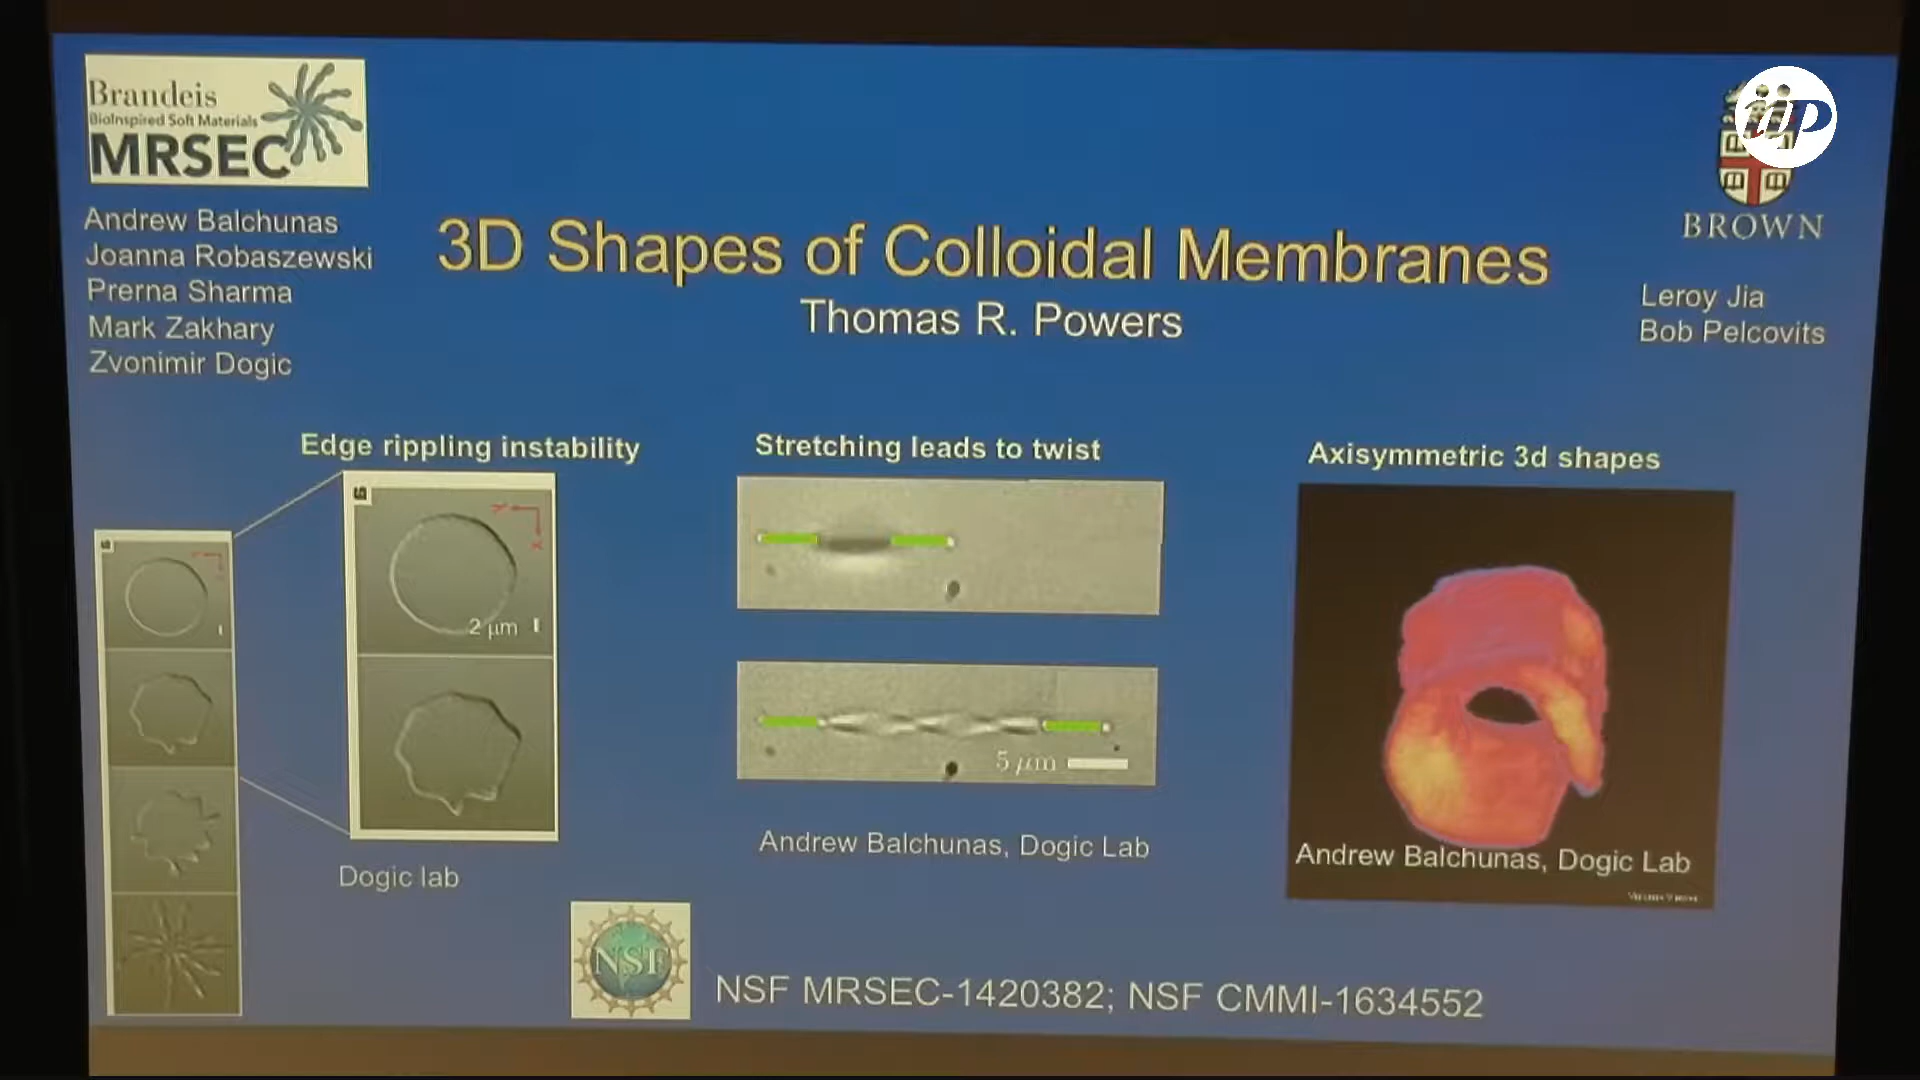 Brandeis
BioInspired Soft Materials
MRSEC
iip
BROWN
Andrew Balchunas
Joanna Robaszewski
Prerna Sharma
Mark Zakhary
Zvonimir Dogic
3D Shapes of Colloidal Membranes
Thomas R. Powers
Leroy Jia
Bob Pelcovits
Edge rippling instability
2 μm
Dogic lab
Stretching leads to twist
5 μm
Andrew Balchunas, Dogic Lab
Axisymmetric 3d shapes
Andrew Balchunas, Dogic Lab
NSF
NSF MRSEC-1420382; NSF CMMI-1634552